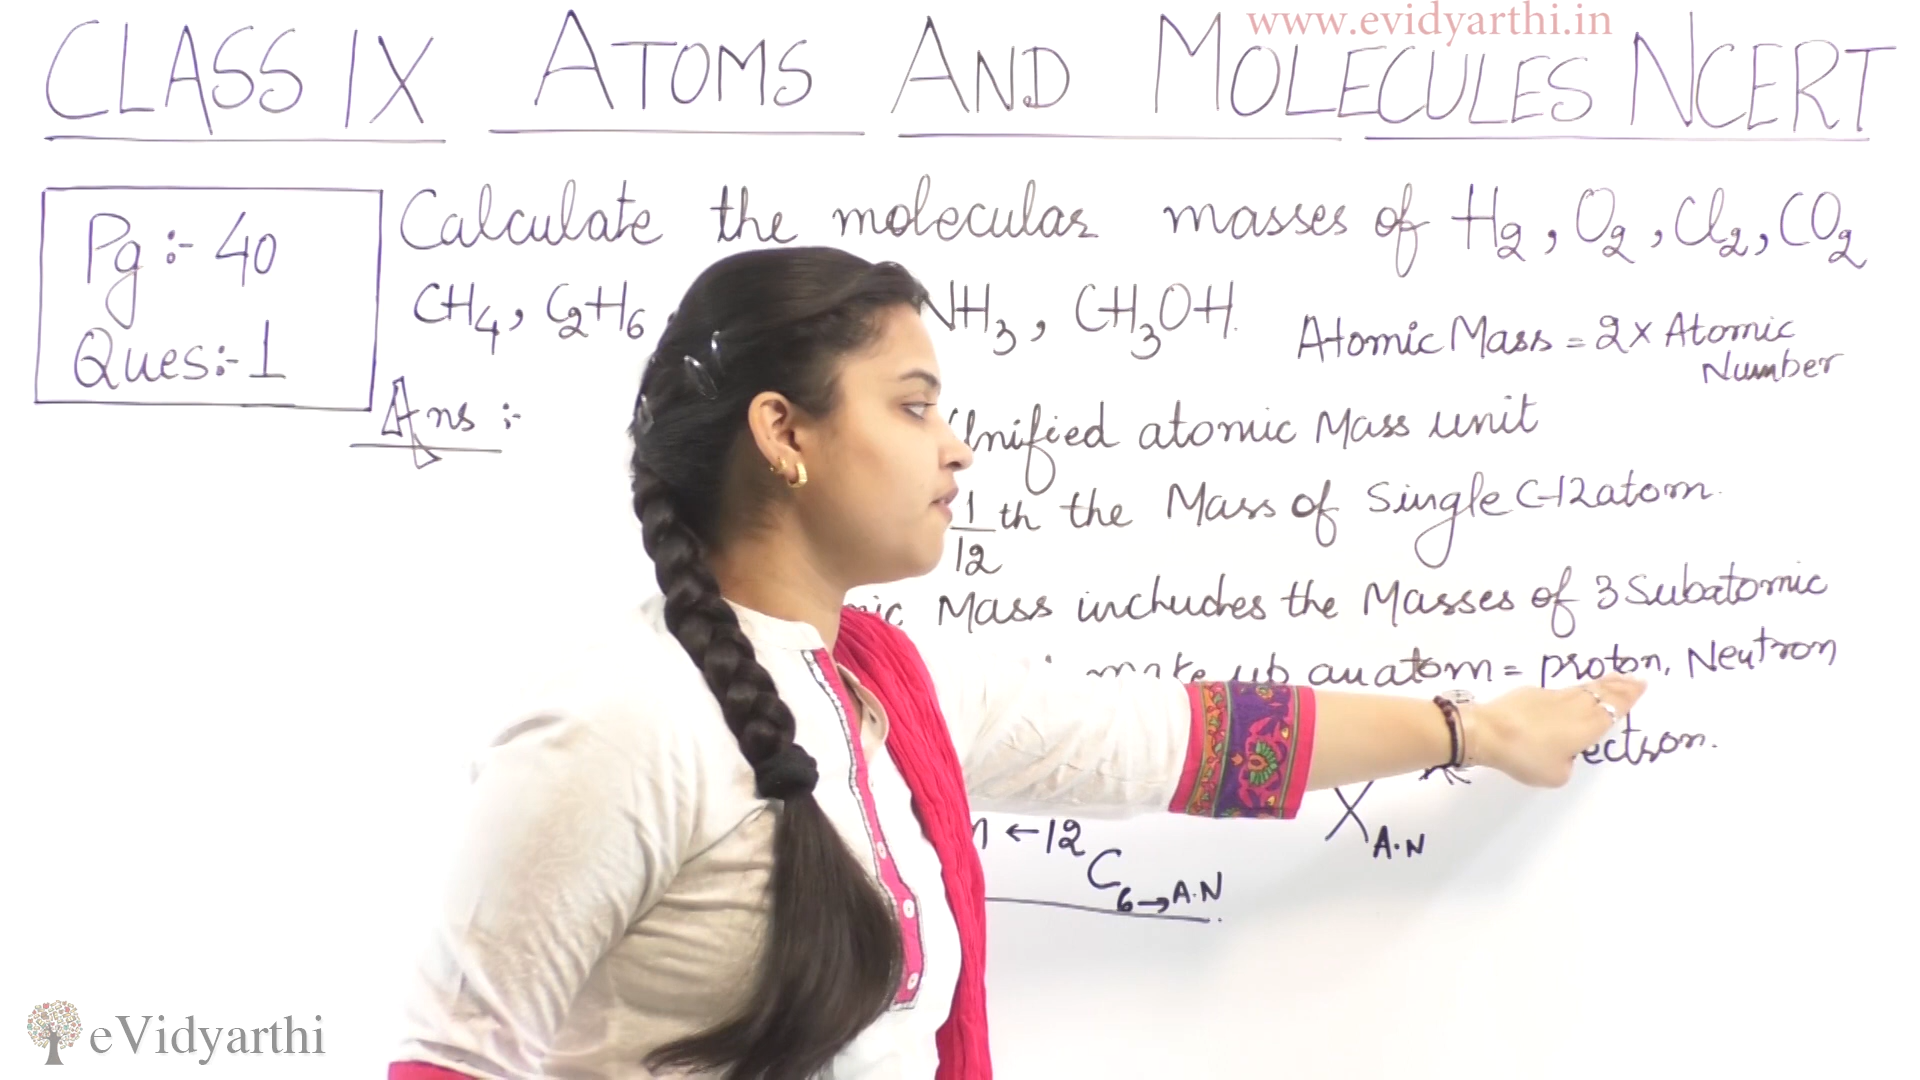 www.evidyarthi.in
CLASS IX ATOMS AND MOLECULES NCERT
Pg:- 40
Ques:- 1
Calculate the molecular masses of H2, O2, Cl2, CO2
CH4, C2H6 NH3, CH3OH.
Atomic Mass = 2 x Atomic
Number
Ans :-
Unified atomic Mass unit
1/12 th the Mass of Single C-12 atom.
Mass includes the Masses of 3 Subatomic
make up an atom = proton, Neutron
X A.N
←12 C 6→A.N
eVidyarthi